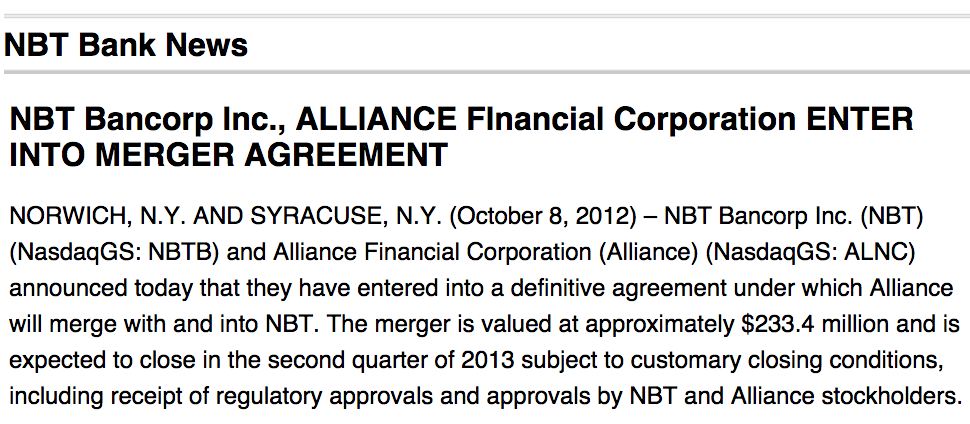 NBT Bank News
NBT Bancorp Inc., ALLIANCE FInancial Corporation ENTER
INTO MERGER AGREEMENT
NORWICH, N.Y. AND SYRACUSE, N.Y. (October 8, 2012) – NBT Bancorp Inc. (NBT)
(NasdaqGS: NBTB) and Alliance Financial Corporation (Alliance) (NasdaqGS: ALNC)
announced today that they have entered into a definitive agreement under which Alliance
will merge with and into NBT. The merger is valued at approximately $233.4 million and is
expected to close in the second quarter of 2013 subject to customary closing conditions,
including receipt of regulatory approvals and approvals by NBT and Alliance stockholders.